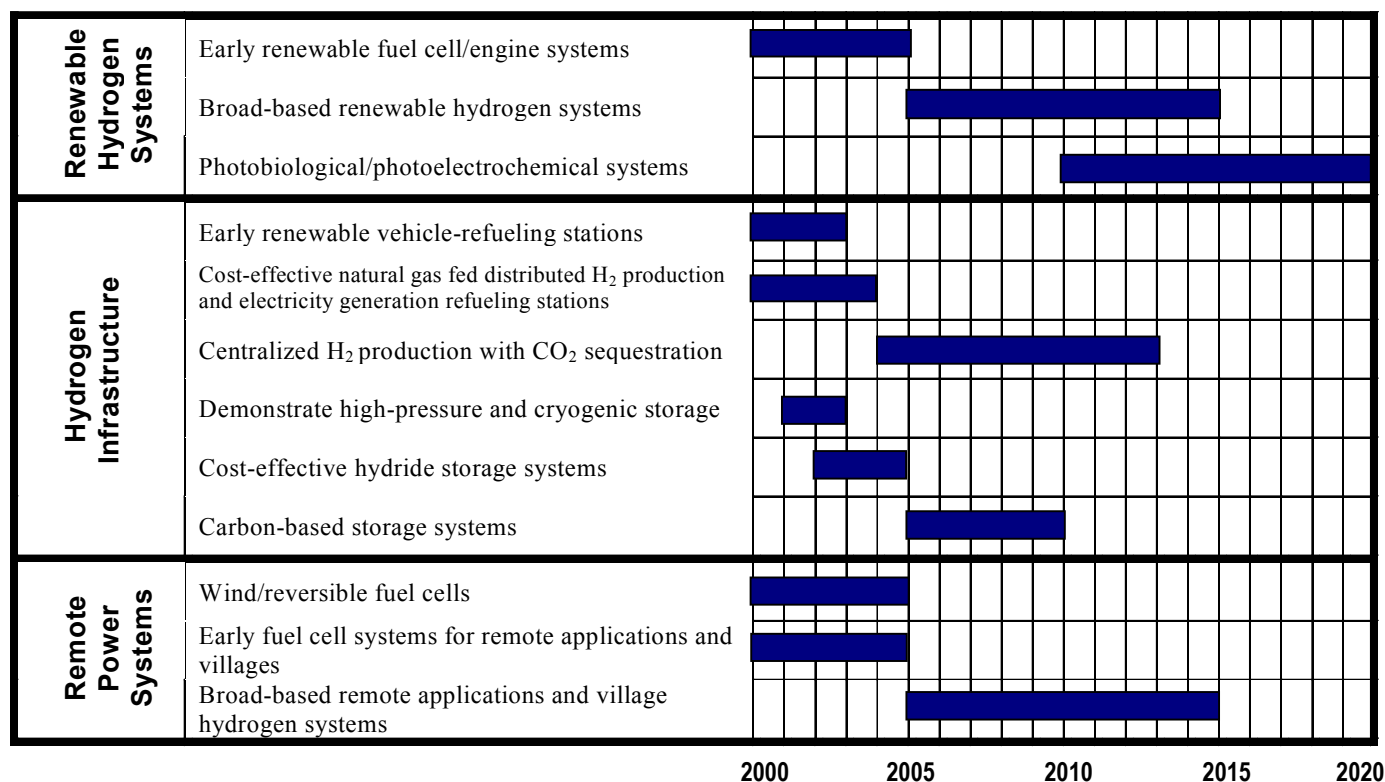 Renewable
Hydrogen
Systems
Early renewable fuel cell/engine systems
Broad-based renewable hydrogen systems
Photobiological/photoelectrochemical systems
Hydrogen
Infrastructure
Early renewable vehicle-refueling stations
Cost-effective natural gas fed distributed H₂ production
and electricity generation refueling stations
Centralized H₂ production with CO₂ sequestration
Demonstrate high-pressure and cryogenic storage
Cost-effective hydride storage systems
Carbon-based storage systems
Remote
Power
Systems
Wind/reversible fuel cells
Early fuel cell systems for remote applications and
villages
Broad-based remote applications and village
hydrogen systems
2000 2005 2010 2015 2020